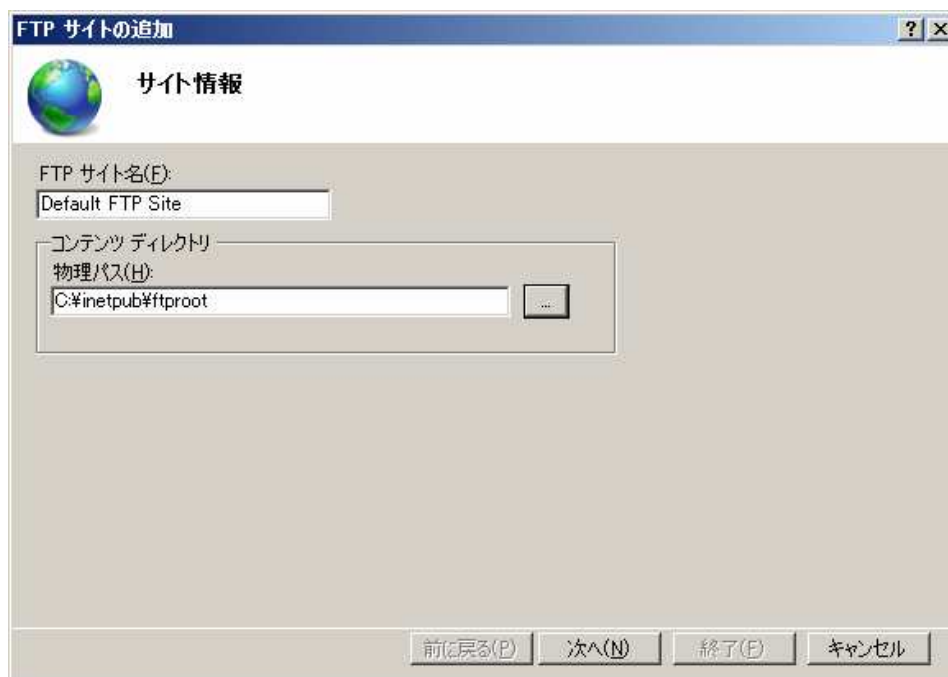 FTP サイトの追加
サイト情報
FTP サイト名(F):
Default FTP Site
コンテンツ ディレクトリ
物理パス(H):
C:¥inetpub¥ftproot
...
前に戻る(P) 次へ(N) 終了(F) キャンセル